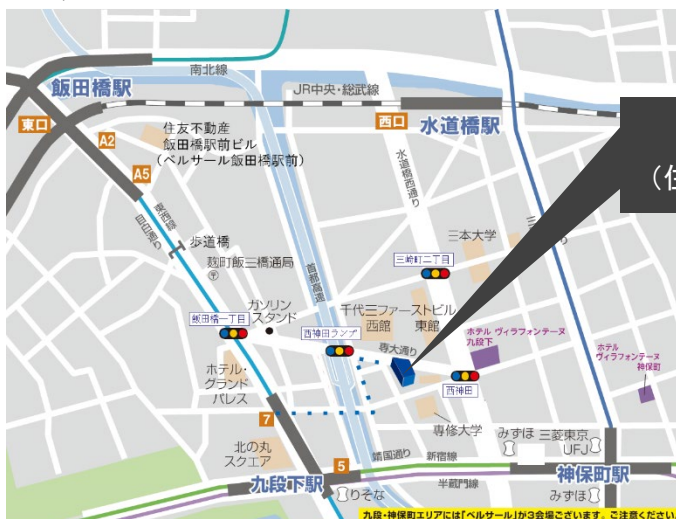 南北線
飯田橋駅
JR中央・総武線
東口
西口
水道橋駅
A2
住友不動産
飯田橋駅前ビル
(ベルサール飯田橋駅前)
A5
(住
水道橋西通り
東西線
目白通り
歩道橋
三本大学
麹町飯三橋通局
三崎町二丁目
首都高速
ガソリン
スタンド
千代三ファーストビル
西館
東館
飯田橋一丁目
西神田ランプ
専大通り
ホテル ヴィラフォンテーヌ
九段下
ホテル
ヴィラフォンテーヌ
神保町
ホテル・
グランド
パレス
西神田
7
専修大学
みずほ
三菱東京
UFJ
北の丸
スクエア
靖国通り
新宿線
5
九段下駅
半蔵門線
神保町駅
りそな
みずほ
九段・神保町エリアには「ベルサール」が3会場ございます。ご注意ください。